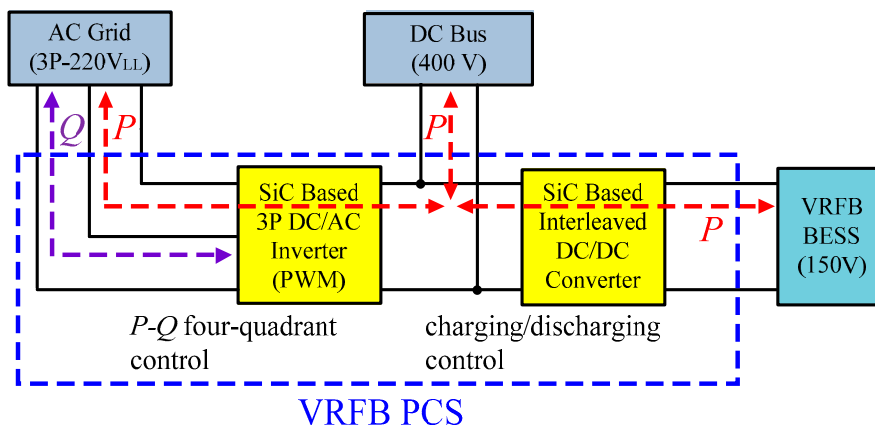 AC Grid
(3P-220VLL)
DC Bus
(400 V)
Q
P
P
SiC Based
3P DC/AC
Inverter
(PWM)
SiC Based
Interleaved
DC/DC
Converter
P
VRFB
BESS
(150V)
P-Q four-quadrant
control
charging/discharging
control
VRFB PCS